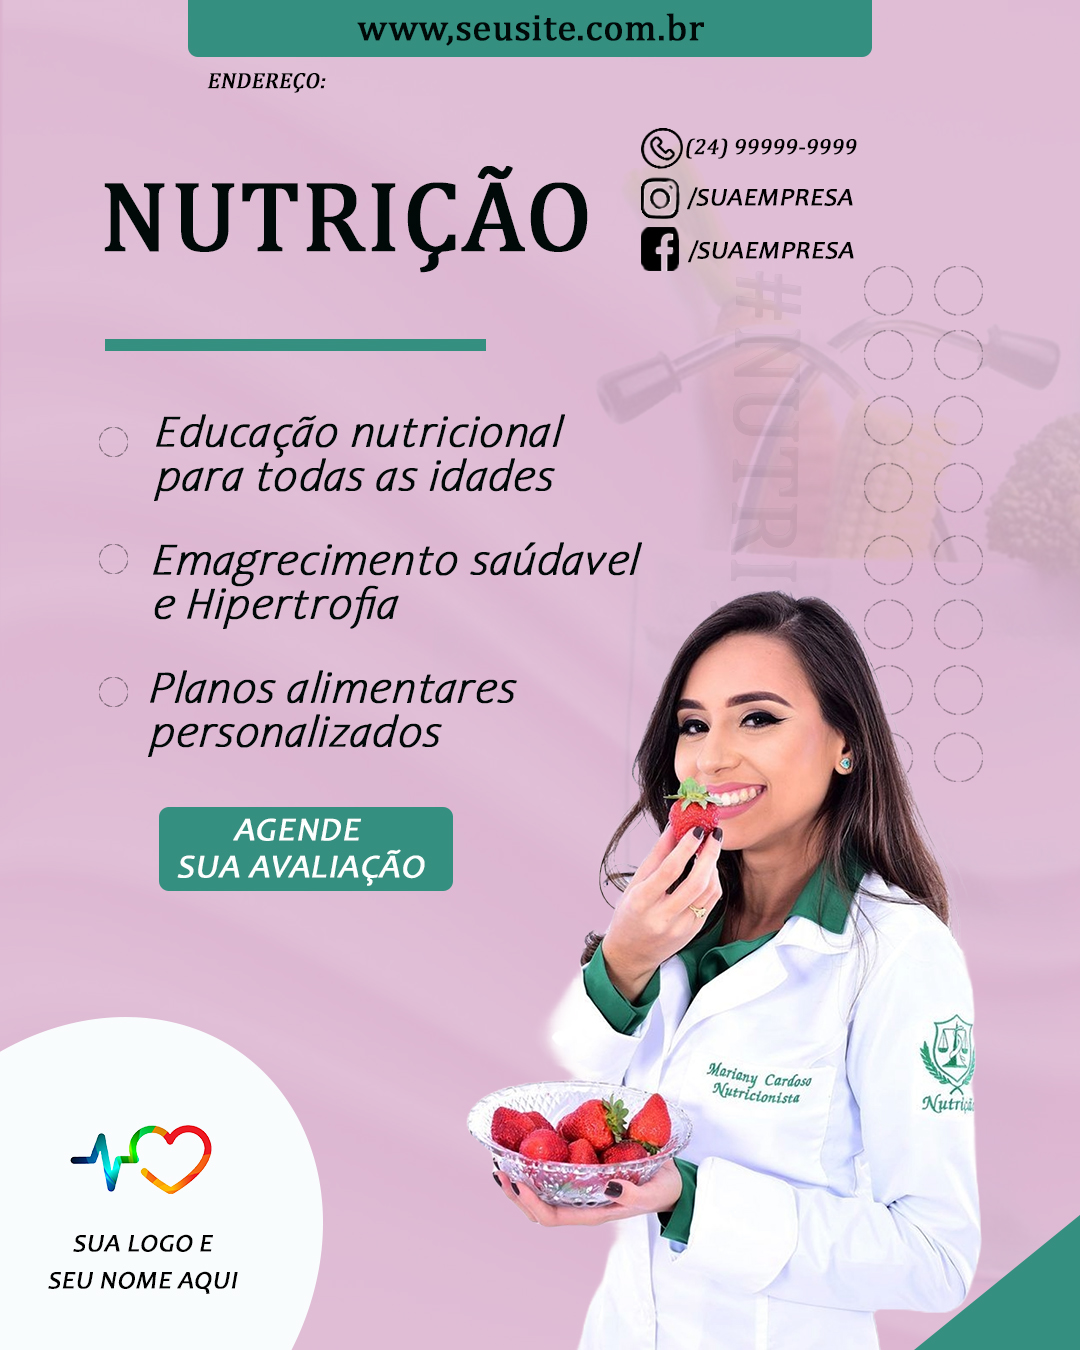 www,seusite.com.br
ENDEREÇO:
(24) 99999-9999
NUTRIÇÃO
/SUAEMPRESA
/SUAEMPRESA
#NUTRI
Educação nutricional
para todas as idades
Emagrecimento saúdavel
e Hipertrofia
Planos alimentares
personalizados
AGENDE
SUA AVALIAÇÃO
Mariany Cardoso
Nutricionista
SUA LOGO E
SEU NOME AQUI